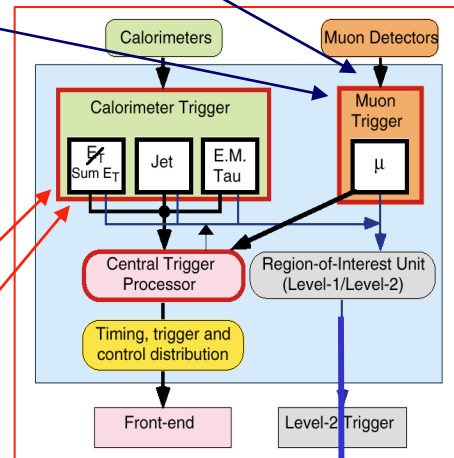 Calorimeters
Muon Detectors
Calorimeter Trigger
Muon
Trigger
ET
Sum ET
Jet
E.M.
Tau
μ
Central Trigger
Processor
Region-of-Interest Unit
(Level-1/Level-2)
Timing, trigger and
control distribution
Front-end
Level-2 Trigger